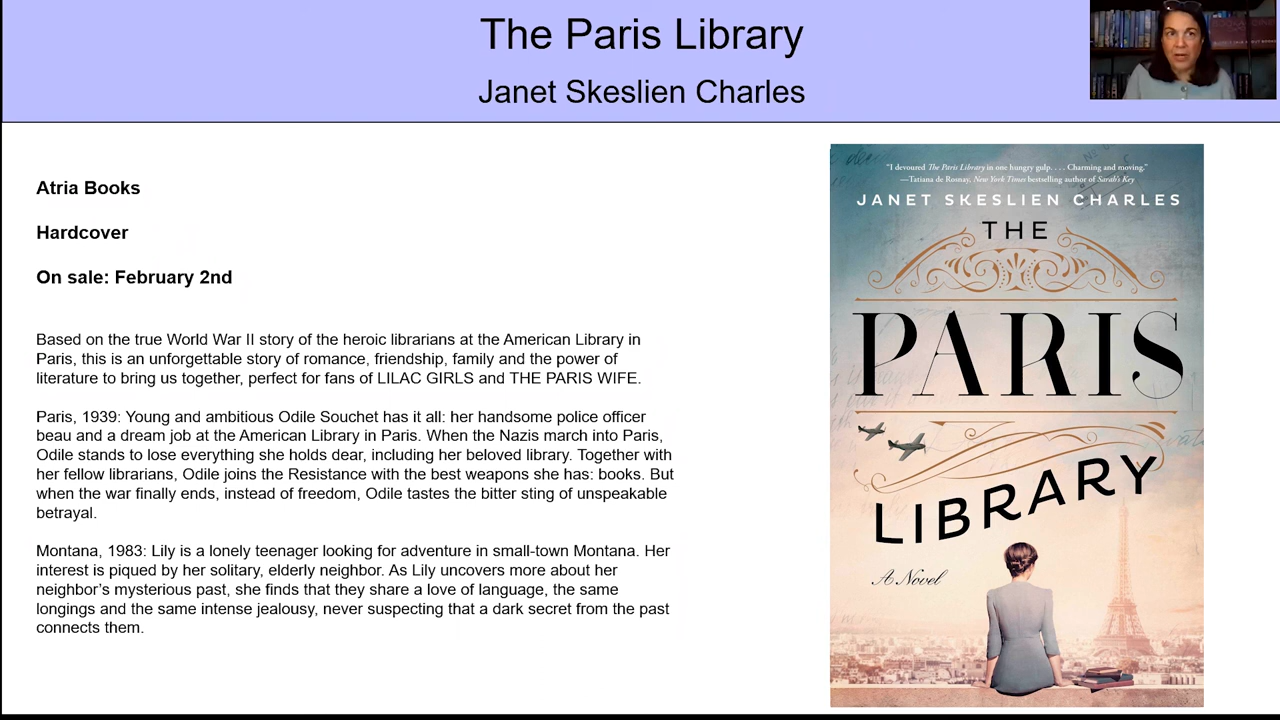 The Paris Library
Janet Skeslien Charles
Atria Books
Hardcover
On sale: February 2nd
Based on the true World War II story of the heroic librarians at the American Library in
Paris, this is an unforgettable story of romance, friendship, family and the power of
literature to bring us together, perfect for fans of LILAC GIRLS and THE PARIS WIFE.
Paris, 1939: Young and ambitious Odile Souchet has it all: her handsome police officer
beau and a dream job at the American Library in Paris. When the Nazis march into Paris,
Odile stands to lose everything she holds dear, including her beloved library. Together with
her fellow librarians, Odile joins the Resistance with the best weapons she has: books. But
when the war finally ends, instead of freedom, Odile tastes the bitter sting of unspeakable
betrayal.
Montana, 1983: Lily is a lonely teenager looking for adventure in small-town Montana. Her
interest is piqued by her solitary, elderly neighbor. As Lily uncovers more about her
neighbor's mysterious past, she finds that they share a love of language, the same
longings and the same intense jealousy, never suspecting that a dark secret from the past
connects them.
"I devoured The Paris Library in one hungry gulp. . . . Charming and moving."
—Tatiana de Rosnay, New York Times bestselling author of Sarah's Key
JANET SKESLIEN CHARLES
THE
PARIS
LIBRARY
A Novel